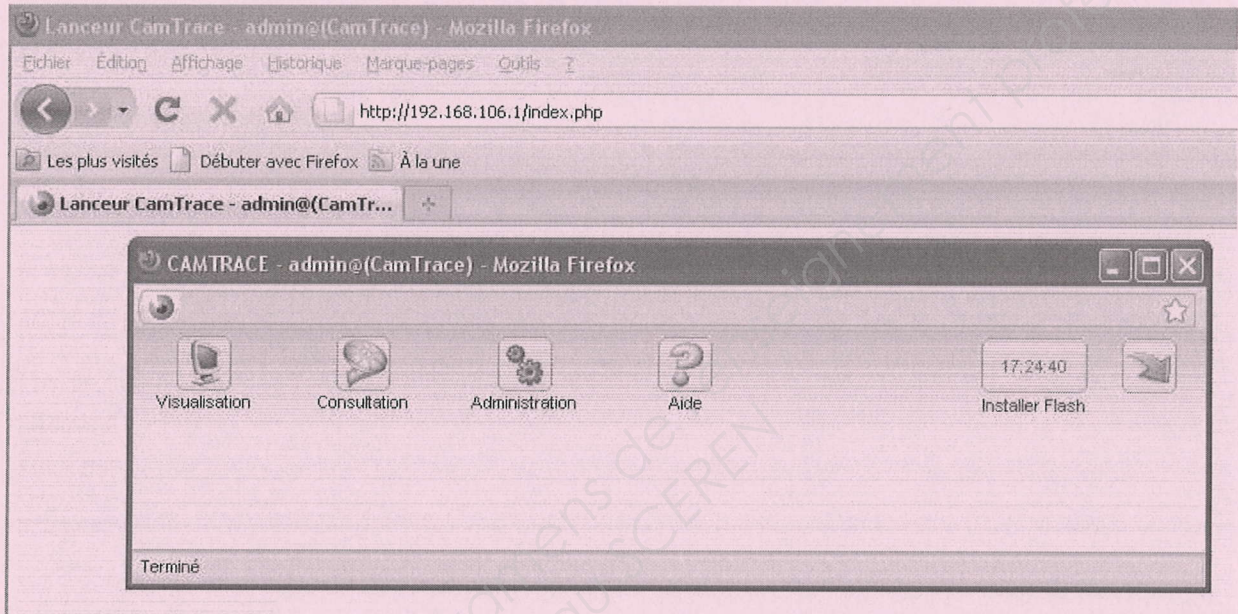 Lanceur CamTrace - admin@(CamTrace) - Mozilla Firefox
Fichier Édition Affichage Historique Marque-pages Outils ?
http://192.168.106.1/index.php
Les plus visités Débuter avec Firefox À la une
Lanceur CamTrace - admin@(CamTr...
CAMTRACE - admin@(CamTrace) - Mozilla Firefox
17:24:40
Visualisation Consultation Administration Aide Installer Flash
Terminé